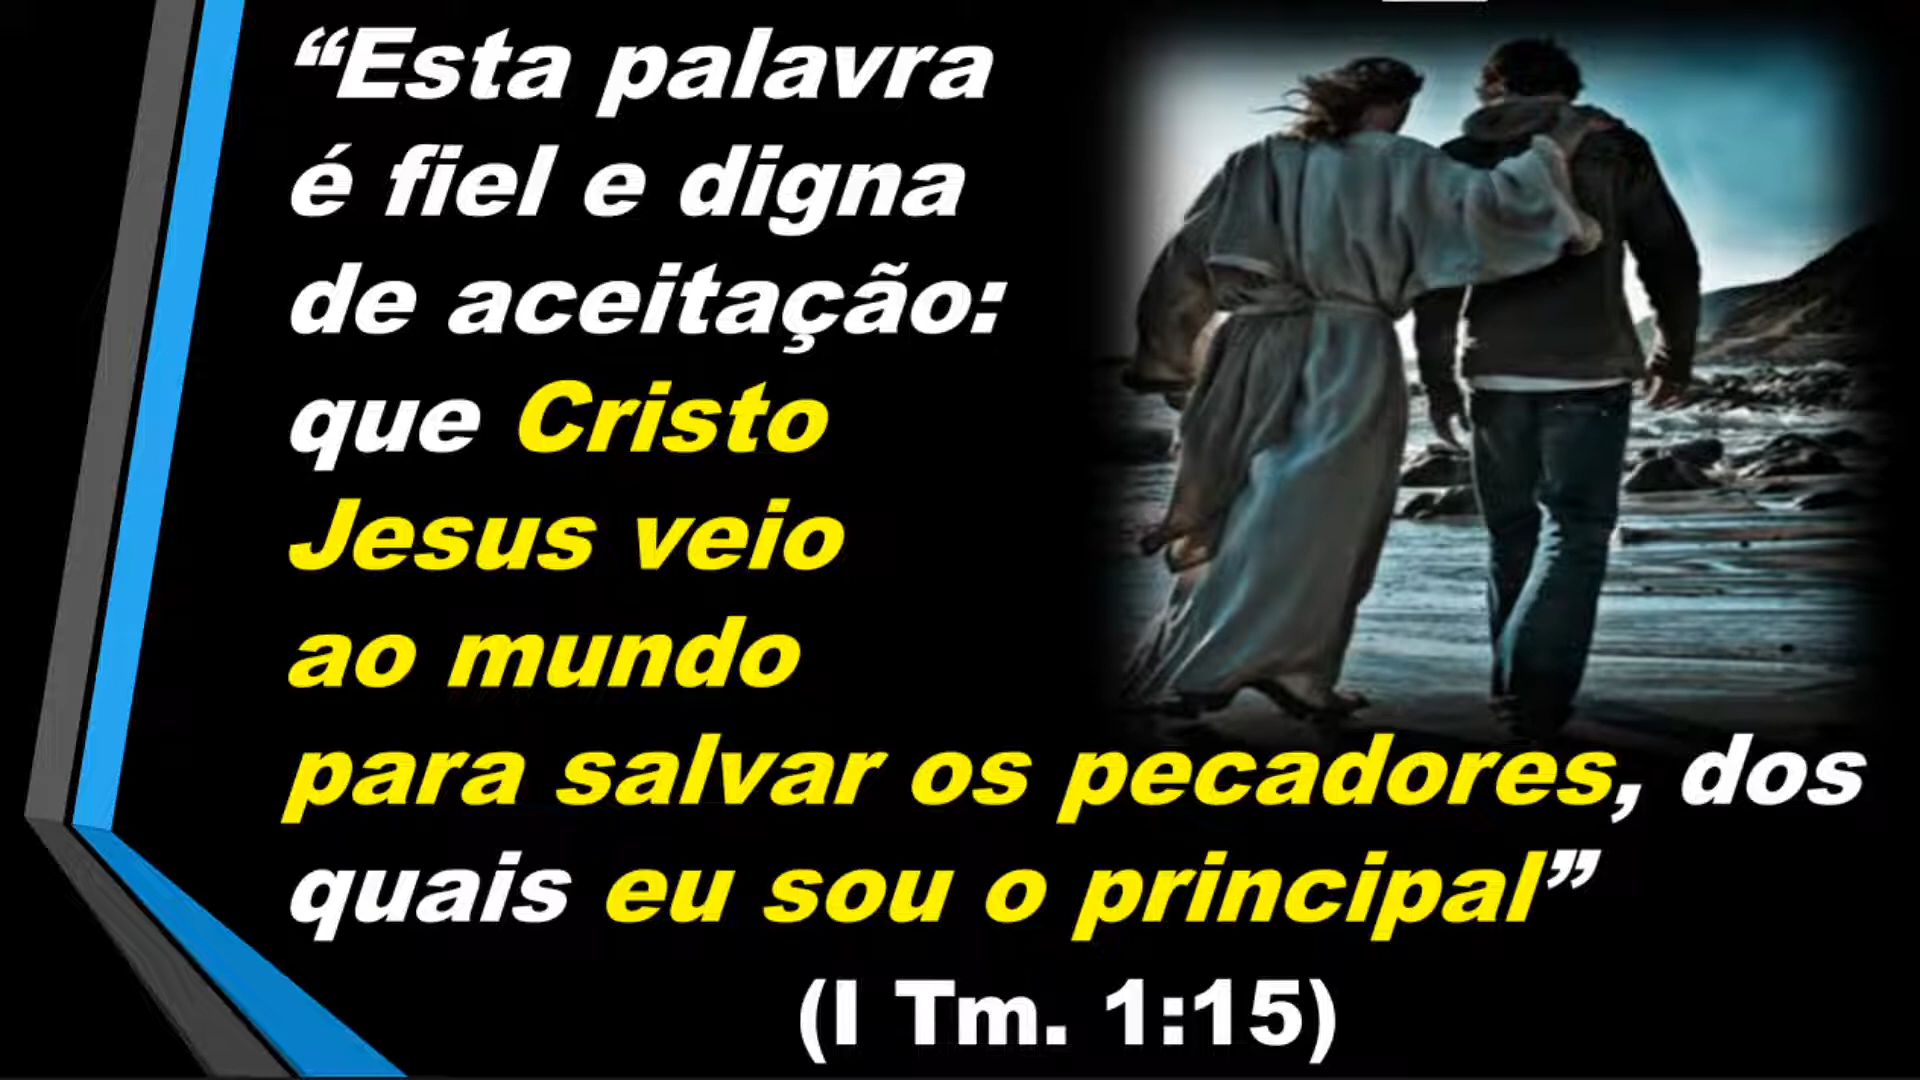 “Esta palavra
é fiel e digna
de aceitação:
que Cristo
Jesus veio
ao mundo
para salvar os pecadores, dos
quais eu sou o principal”
(I Tm. 1:15)